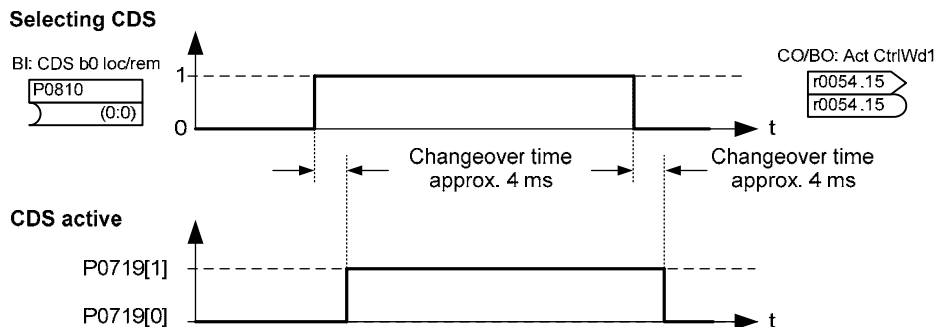 Selecting CDS
BI: CDS b0 loc/rem
P0810
(0:0)
1
0
t
CO/BO: Act CtrlWd1
r0054.15
r0054.15
Changeover time
approx. 4 ms
Changeover time
approx. 4 ms
CDS active
P0719[1]
P0719[0]
t